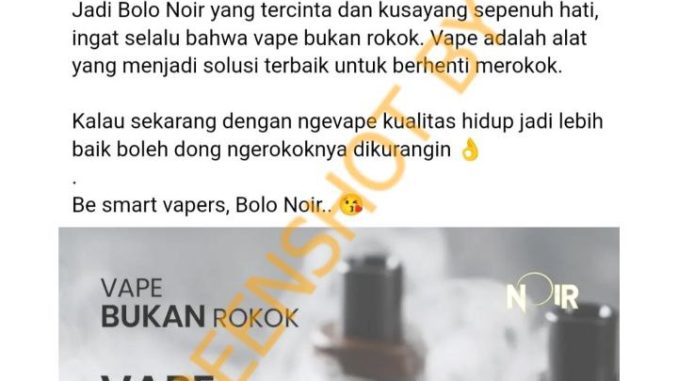 Jadi Bolo Noir yang tercinta dan kusayang sepenuh hati,
ingat selalu bahwa vape bukan rokok. Vape adalah alat
yang menjadi solusi terbaik untuk berhenti merokok.
Kalau sekarang dengan ngevape kualitas hidup jadi lebih
baik boleh dong ngerokoknya dikurangin 👌
.
Be smart vapers, Bolo Noir.. 😘
EENSHOT BY
VAPE
BUKAN ROKOK
NOIR
VAPE